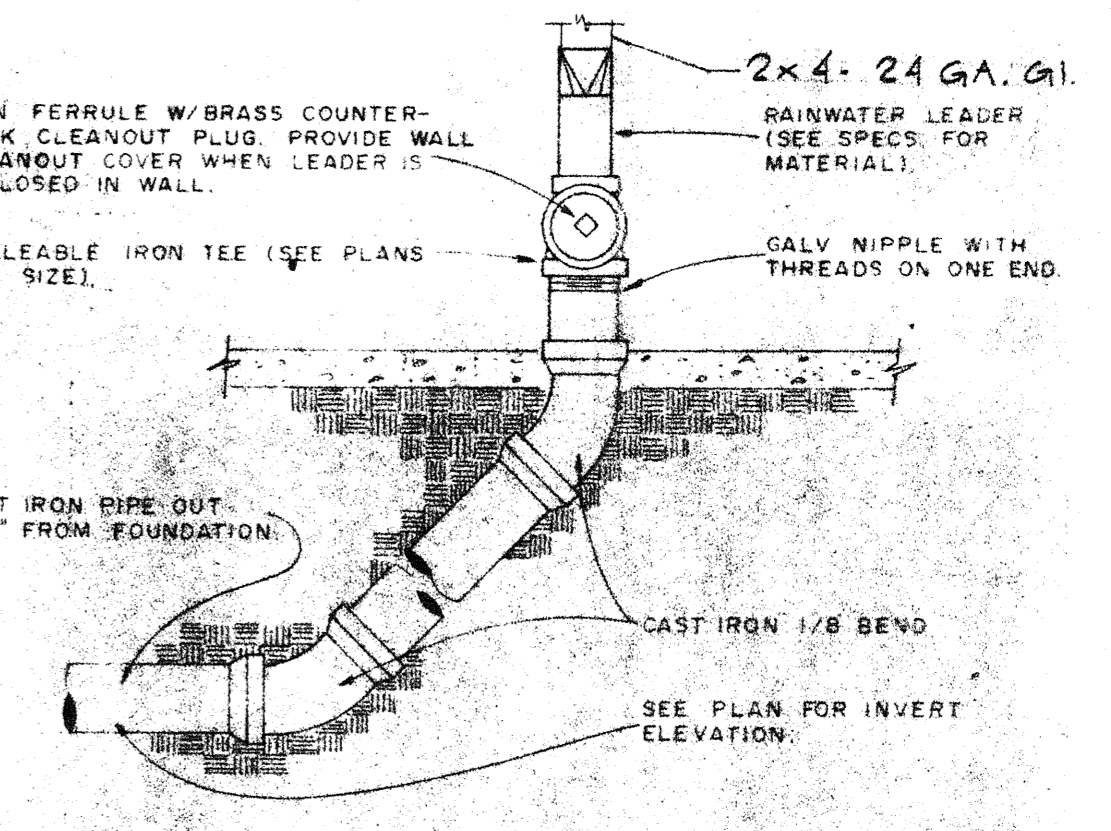 2x4- 24 GA. GI.
N FERRULE W/BRASS COUNTER-
K CLEANOUT PLUG. PROVIDE WALL
ANOUT COVER WHEN LEADER IS
LOSED IN WALL.
RAINWATER LEADER
(SEE SPECS. FOR
MATERIAL).
LEABLE IRON TEE (SEE PLANS
SIZE).
GALV NIPPLE WITH
THREADS ON ONE END.
T IRON PIPE OUT
" FROM FOUNDATION.
CAST IRON 1/8 BEND
SEE PLAN FOR INVERT
ELEVATION.